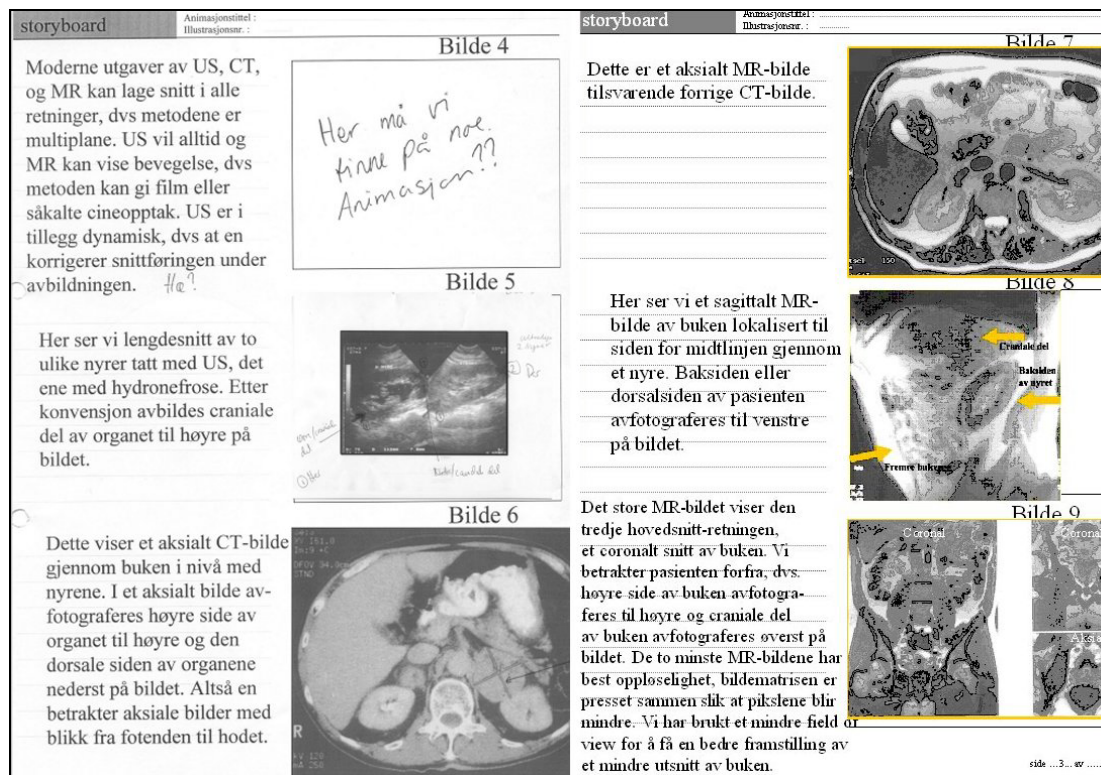 storyboard
Animasjonstittel :
Illustrasjonsnr. :
Bilde 4
Moderne utgaver av US, CT,
og MR kan lage snitt i alle
retninger, dvs metodene er
multiplane. US vil alltid og
MR kan vise bevegelse, dvs
metoden kan gi film eller
såkalte cineopptak. US er i
tillegg dynamisk, dvs at en
korrigerer snittføringen under
avbildningen. Hæ?
Her må vi
finne på noe.
Animasjon??
Bilde 5
Her ser vi lengdesnitt av to
ulike nyrer tatt med US, det
ene med hydronefrose. Etter
konvensjon avbildes craniale
del av organet til høyre på
bildet.
Bilde 6
Dette viser et aksialt CT-bilde
gjennom buken i nivå med
nyrene. I et aksialt bilde av-
fotograferes høyre side av
organet til høyre og den
dorsale siden av organene
nederst på bildet. Altså en
betrakter aksiale bilder med
blikk fra fotenden til hodet.
DFOV 34.0cm
STND
R
kV 120
mA 250
storyboard
Animasjonstittel :
Illustrasjonsnr. :
Bilde 7
Dette er et aksialt MR-bilde
tilsvarende forrige CT-bilde.
150
Bilde 8
Her ser vi et sagittalt MR-
bilde av buken lokalisert til
siden for midtlinjen gjennom
et nyre. Baksiden eller
dorsalsiden av pasienten
avfotograferes til venstre
på bildet.
Craniale del
Baksiden
av nyret
Fremre bukvegg
Bilde 9
Det store MR-bildet viser den
tredje hovedsnitt-retningen,
et coronalt snitt av buken. Vi
betrakter pasienten forfra, dvs.
høyre side av buken avfotogra-
feres til høyre og craniale del
av buken avfotograferes øverst på
bildet. De to minste MR-bildene har
best oppløselighet, bildematrisen er
presset sammen slik at pikslene blir
mindre. Vi har brukt et mindre field of
view for å få en bedre framstilling av
et mindre utsnitt av buken.
Coronal
Coronal
Aksial
side ...3... av .....